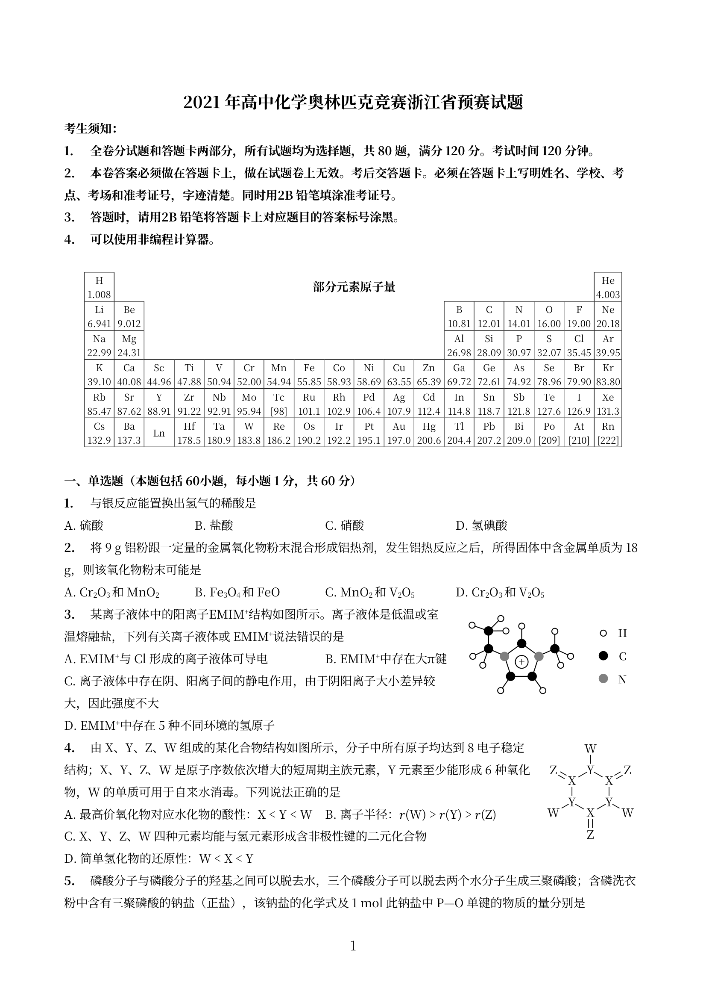 2021 年高中化学奥林匹克竞赛浙江省预赛试题
考生须知：
1. 全卷分试题和答题卡两部分，所有试题均为选择题，共 80 题，满分 120 分。考试时间 120 分钟。
2. 本卷答案必须做在答题卡上，做在试题卷上无效。考后交答题卡。必须在答题卡上写明姓名、学校、考
点、考场和准考证号，字迹清楚。同时用2B 铅笔填涂准考证号。
3. 答题时，请用2B 铅笔将答题卡上对应题目的答案标号涂黑。
4. 可以使用非编程计算器。
H 部分元素原子量 He
1.008 4.003
Li Be B C N O F Ne
6.941 9.012 10.81 12.01 14.01 16.00 19.00 20.18
Na Mg Al Si P S Cl Ar
22.99 24.31 26.98 28.09 30.97 32.07 35.45 39.95
K Ca Sc Ti V Cr Mn Fe Co Ni Cu Zn Ga Ge As Se Br Kr
39.10 40.08 44.96 47.88 50.94 52.00 54.94 55.85 58.93 58.69 63.55 65.39 69.72 72.61 74.92 78.96 79.90 83.80
Rb Sr Y Zr Nb Mo Tc Ru Rh Pd Ag Cd In Sn Sb Te I Xe
85.47 87.62 88.91 91.22 92.91 95.94 [98] 101.1 102.9 106.4 107.9 112.4 114.8 118.7 121.8 127.6 126.9 131.3
Cs Ba Ln Hf Ta W Re Os Ir Pt Au Hg Tl Pb Bi Po At Rn
132.9 137.3 178.5 180.9 183.8 186.2 190.2 192.2 195.1 197.0 200.6 204.4 207.2 209.0 [209] [210] [222]
一、单选题（本题包括 60小题，每小题 1 分，共 60 分）
1. 与银反应能置换出氢气的稀酸是
A. 硫酸 B. 盐酸 C. 硝酸 D. 氢碘酸
2. 将 9 g 铝粉跟一定量的金属氧化物粉末混合形成铝热剂，发生铝热反应之后，所得固体中含金属单质为 18
g，则该氧化物粉末可能是
A. Cr₂O₃和 MnO₂ B. Fe₃O₄和 FeO C. MnO₂和 V₂O₅ D. Cr₂O₃和 V₂O₅
3. 某离子液体中的阳离子EMIM⁺结构如图所示。离子液体是低温或室
温熔融盐，下列有关离子液体或 EMIM⁺说法错误的是
A. EMIM⁺与 Cl 形成的离子液体可导电 B. EMIM⁺中存在大π键
C. 离子液体中存在阴、阳离子间的静电作用，由于阴阳离子大小差异较
大，因此强度不大
D. EMIM⁺中存在 5 种不同环境的氢原子
+
H
C
N
4. 由 X、Y、Z、W 组成的某化合物结构如图所示，分子中所有原子均达到 8 电子稳定
结构；X、Y、Z、W 是原子序数依次增大的短周期主族元素，Y 元素至少能形成 6 种氧化
物，W 的单质可用于自来水消毒。下列说法正确的是
A. 最高价氧化物对应水化物的酸性：X < Y < W B. 离子半径：r(W) > r(Y) > r(Z)
C. X、Y、Z、W 四种元素均能与氢元素形成含非极性键的二元化合物
D. 简单氢化物的还原性：W < X < Y
W
Z Y Z
X X
Y Y
W X W
Z
5. 磷酸分子与磷酸分子的羟基之间可以脱去水，三个磷酸分子可以脱去两个水分子生成三聚磷酸；含磷洗衣
粉中含有三聚磷酸的钠盐（正盐），该钠盐的化学式及 1 mol 此钠盐中 P—O 单键的物质的量分别是
1